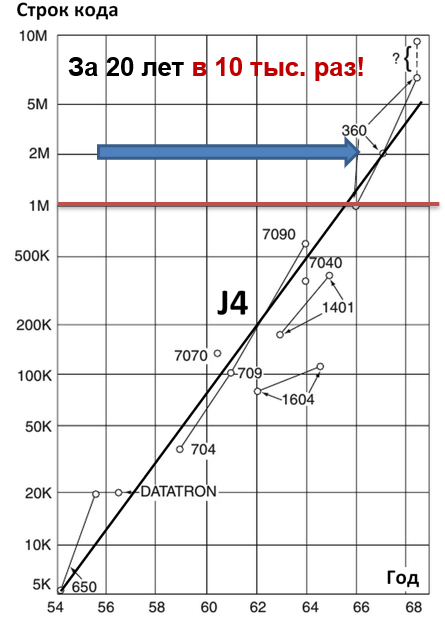 Строк кода
10M
За 20 лет в 10 тыс. раз!
?
5M
360
2M
1M
7090
500K
7040
J4
1401
200K
7070
709
100K
1604
50K
704
20K
DATATRON
10K
5K
650
Год
54 56 58 60 62 64 66 68